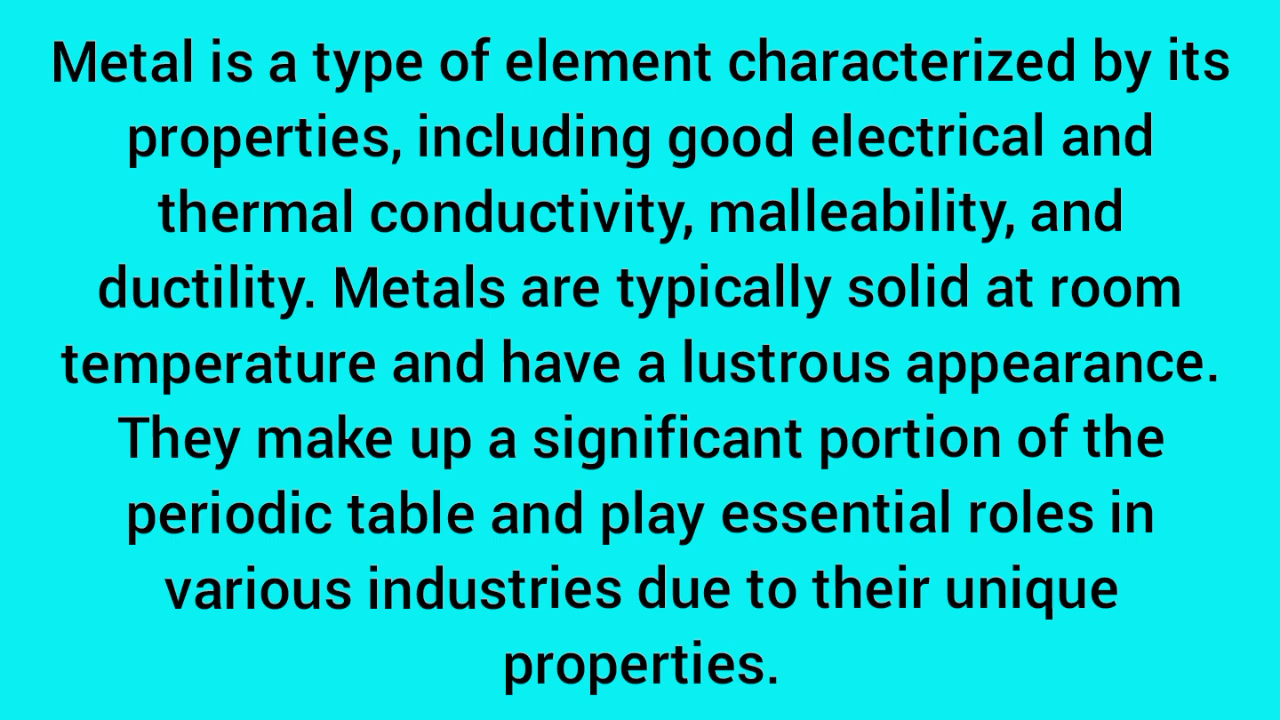 Metal is a type of element characterized by its
properties, including good electrical and
thermal conductivity, malleability, and
ductility. Metals are typically solid at room
temperature and have a lustrous appearance.
They make up a significant portion of the
periodic table and play essential roles in
various industries due to their unique
properties.